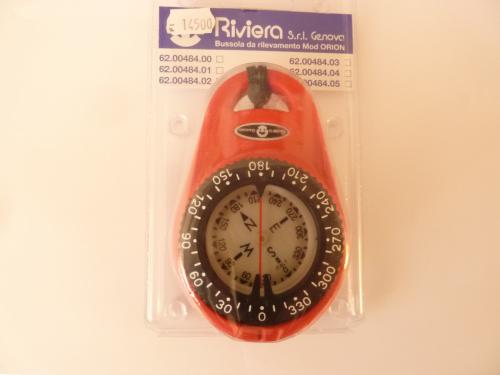 14500
Riviera S.r.l. Genova
Bussola da rilevamento Mod ORION
62.00484.00 62.00484.03
62.00484.01 62.00484.04
62.00484.02 62.00484.05
180
150 210
120 240
90 270
60 300
30 330
0
N E
W S